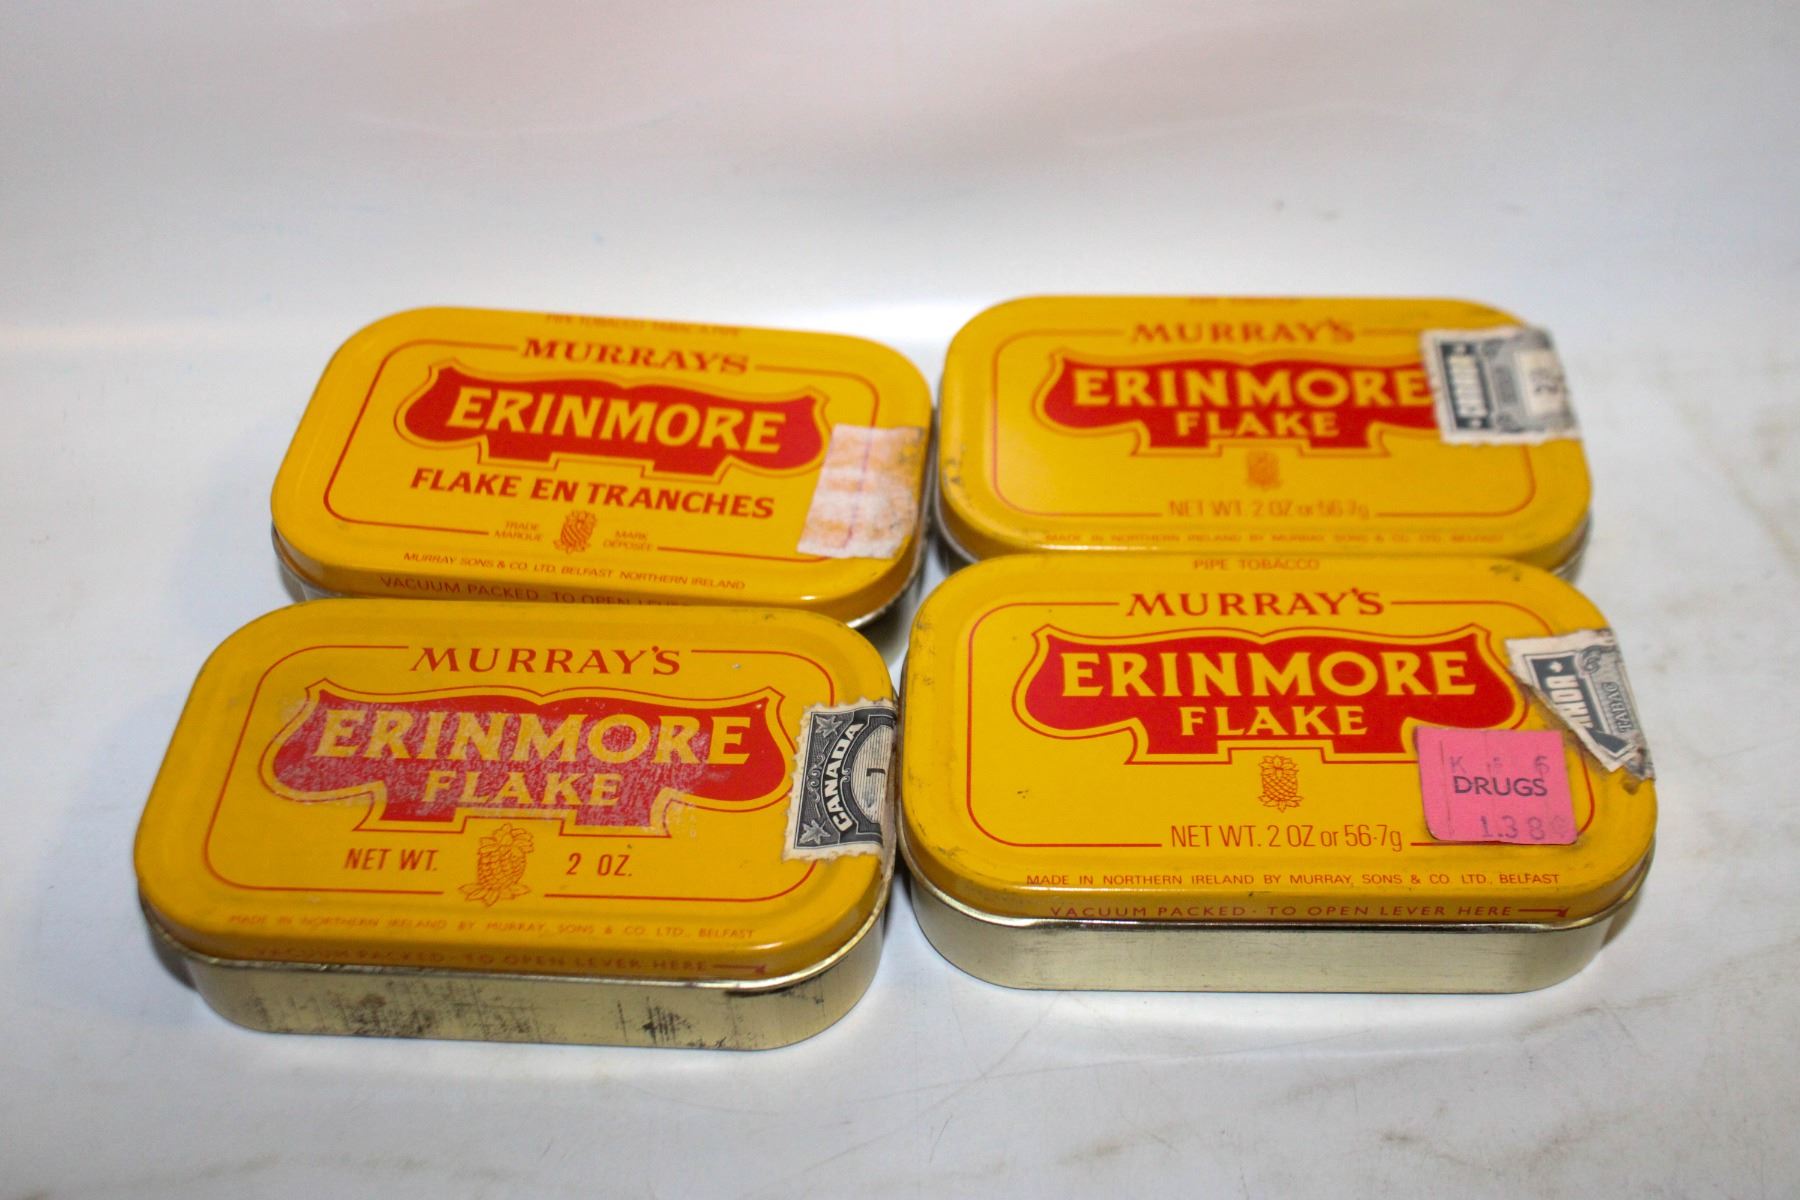 MURRAY'S
ERINMORE
FLAKE EN TRANCHES
TRADE MARK
MARQUE DÉPOSÉE
MURRAY SONS & CO. LTD. BELFAST NORTHERN IRELAND
VACUUM PACKED · TO OPEN LEVER
MURRAY'S
ERINMORE
FLAKE
NET WT. 2 OZ or 56·7g
MADE IN NORTHERN IRELAND BY MURRAY, SONS & CO. LTD., BELFAST
MURRAY'S
ERINMORE
FLAKE
NET WT. 2 OZ.
MADE IN NORTHERN IRELAND BY MURRAY, SONS & CO. LTD., BELFAST
VACUUM PACKED · TO OPEN LEVER HERE
CANADA
PIPE TOBACCO
MURRAY'S
ERINMORE
FLAKE
NET WT. 2 OZ or 56·7g
MADE IN NORTHERN IRELAND BY MURRAY, SONS & CO. LTD., BELFAST
VACUUM PACKED · TO OPEN LEVER HERE
DRUGS
1.38¢